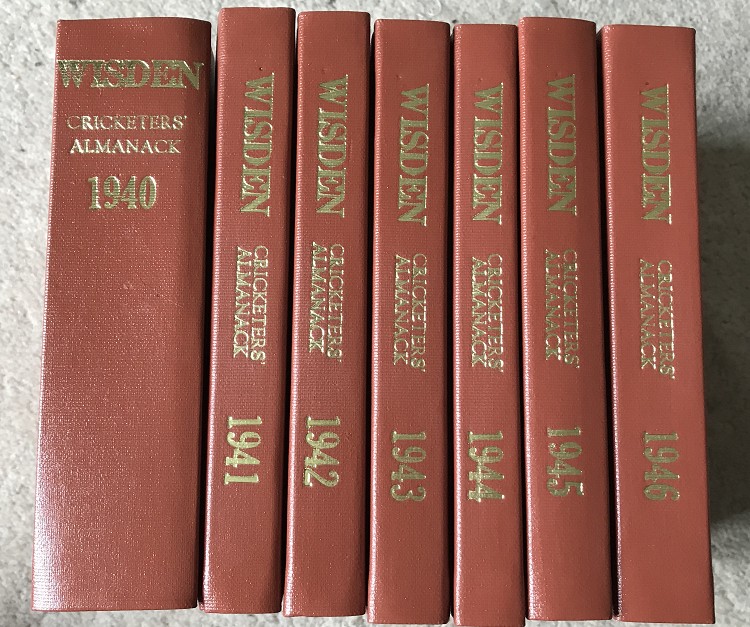 WISDEN
CRICKETERS'
ALMANACK
1940
WISDEN
CRICKETERS'
ALMANACK
1941
WISDEN
CRICKETERS'
ALMANACK
1942
WISDEN
CRICKETERS'
ALMANACK
1943
WISDEN
CRICKETERS'
ALMANACK
1944
WISDEN
CRICKETERS'
ALMANACK
1945
WISDEN
CRICKETERS'
ALMANACK
1946